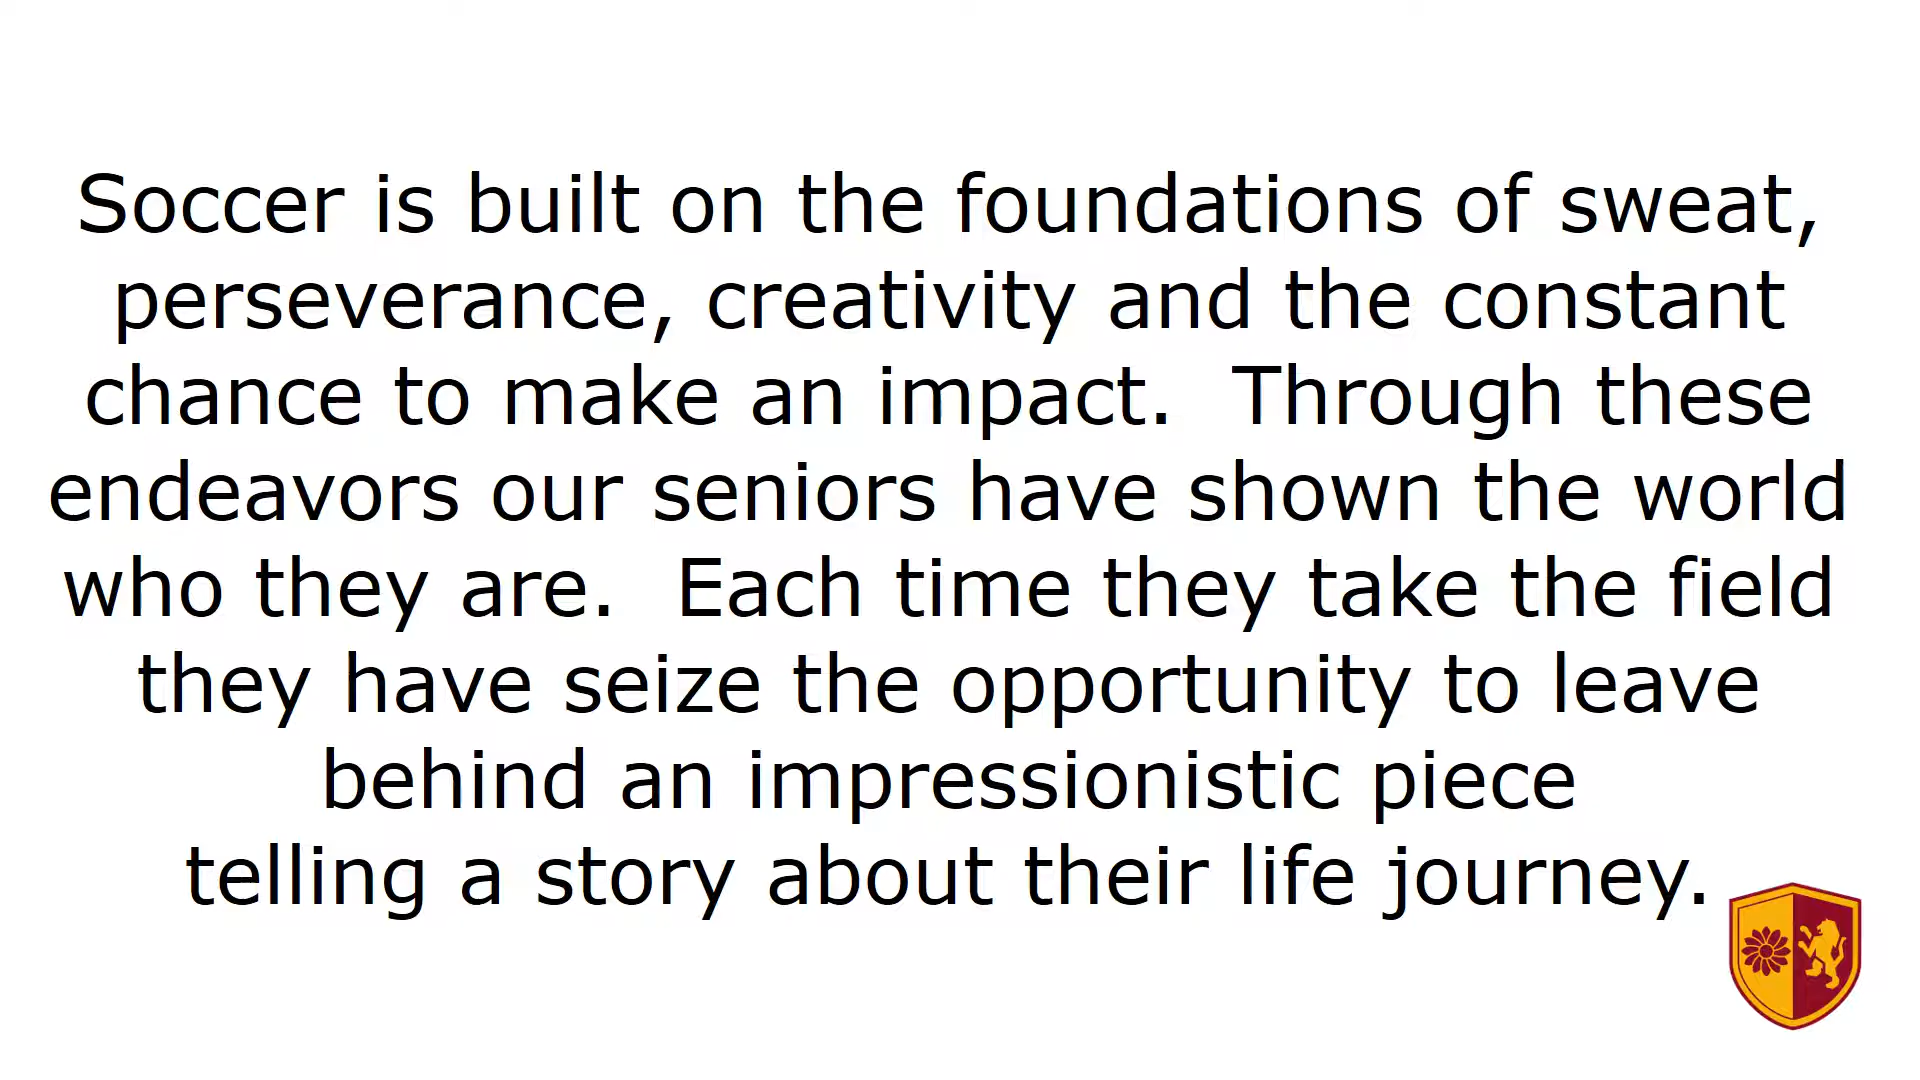 Soccer is built on the foundations of sweat,
perseverance, creativity and the constant
chance to make an impact.  Through these
endeavors our seniors have shown the world
who they are.  Each time they take the field
they have seize the opportunity to leave
behind an impressionistic piece
telling a story about their life journey.